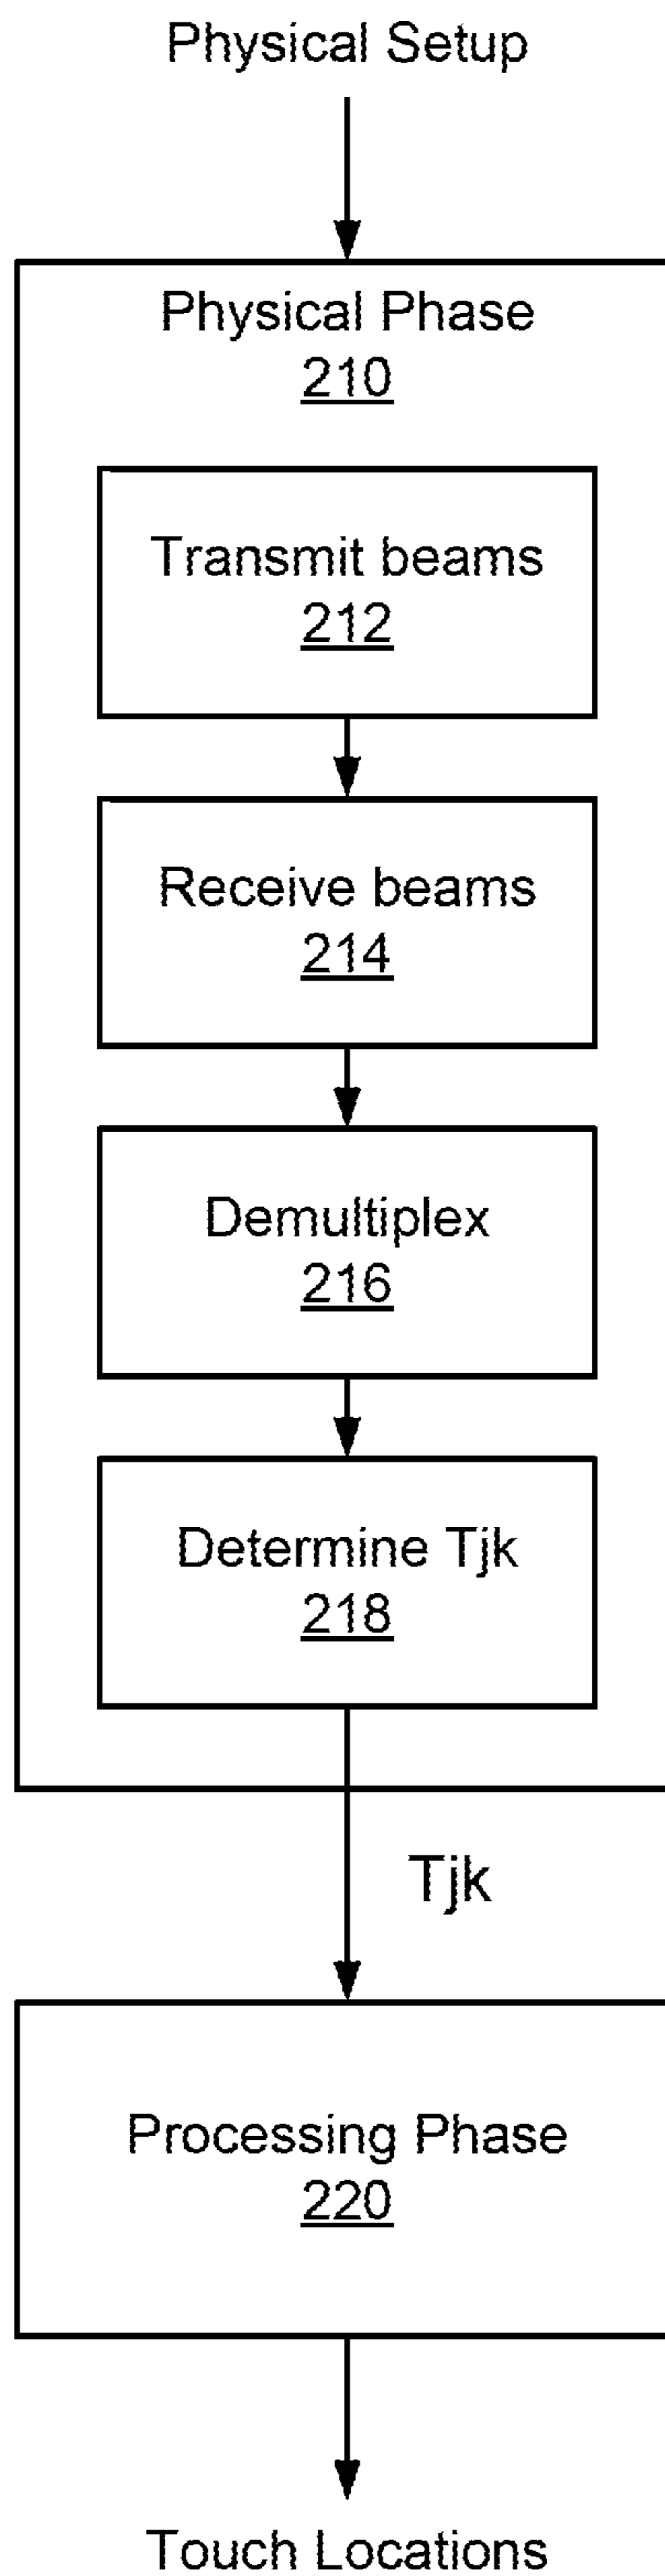 Physical Setup
Physical Phase
210
Transmit beams
212
Receive beams
214
Demultiplex
216
Determine Tjk
218
Tjk
Processing Phase
220
Touch Locations